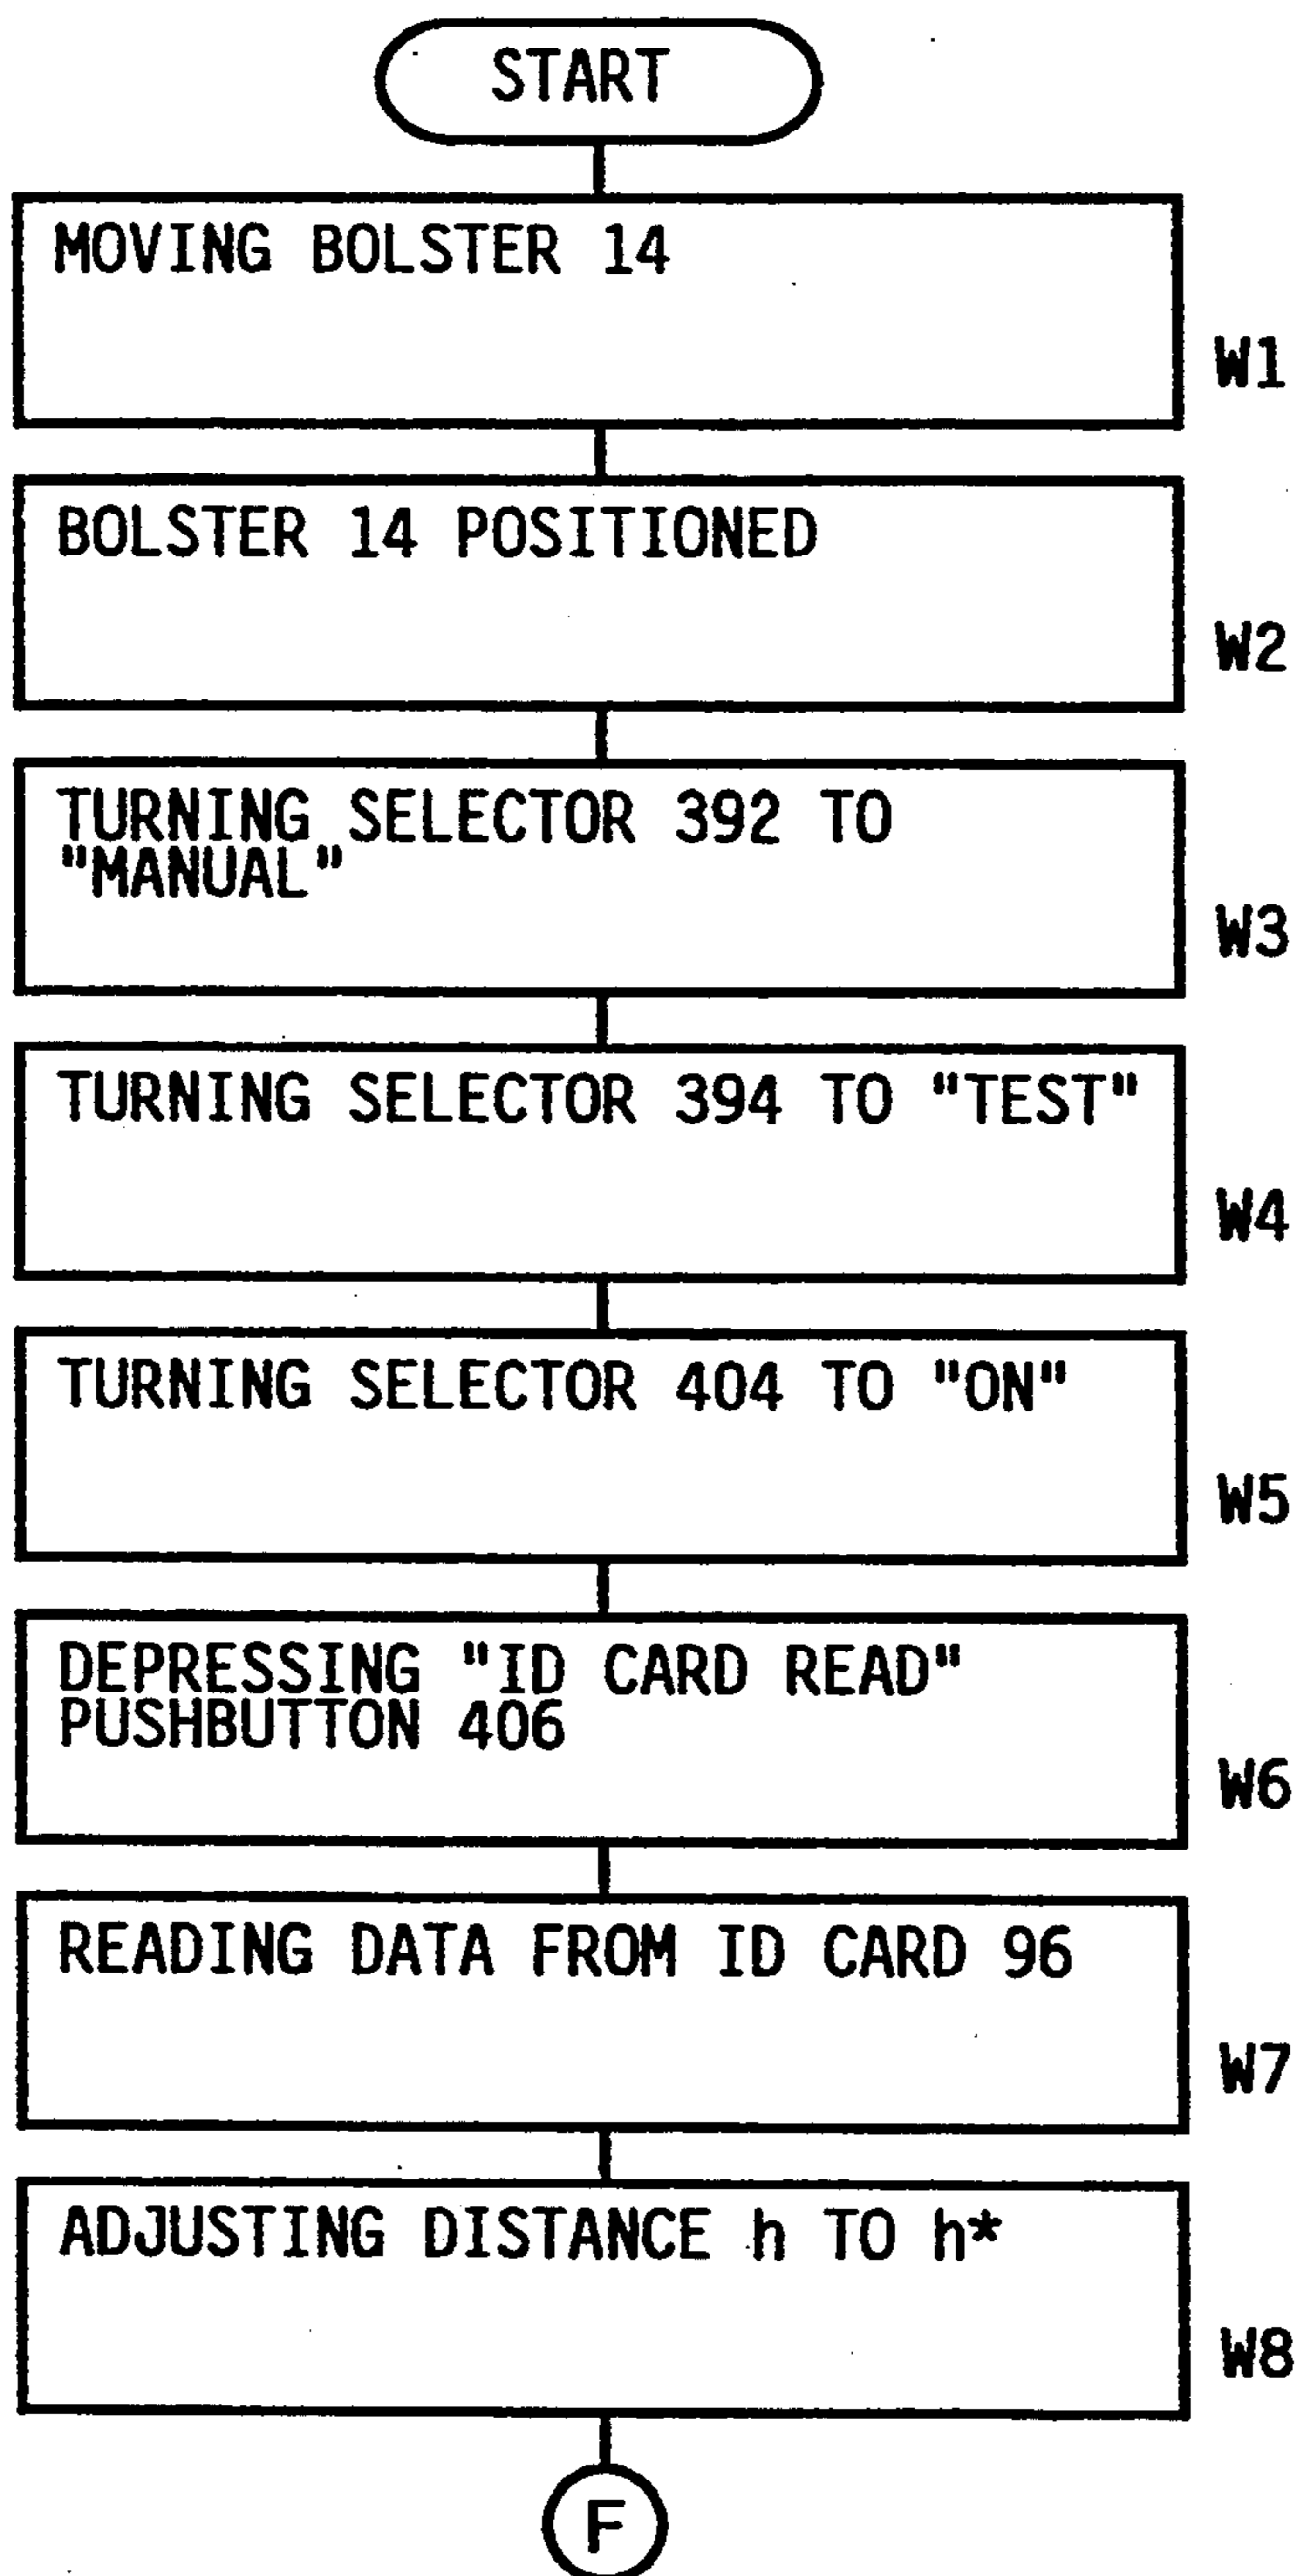 START
MOVING BOLSTER 14
W1
BOLSTER 14 POSITIONED
W2
TURNING SELECTOR 392 TO
"MANUAL"
W3
TURNING SELECTOR 394 TO "TEST"
W4
TURNING SELECTOR 404 TO "ON"
W5
DEPRESSING "ID CARD READ"
PUSHBUTTON 406
W6
READING DATA FROM ID CARD 96
W7
ADJUSTING DISTANCE h TO h*
W8
F